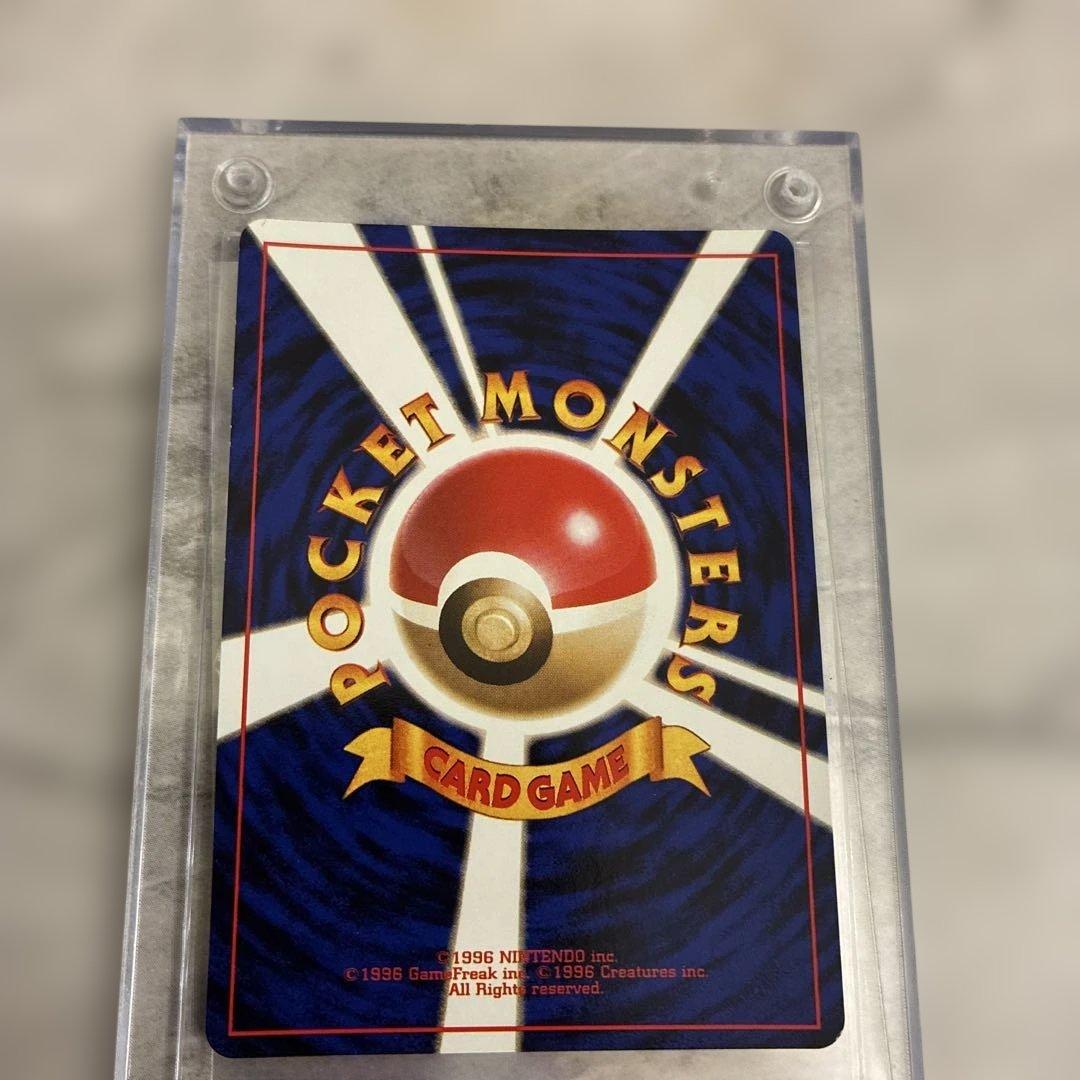 POCKET MONSTERS
CARD GAME
©1996 NINTENDO inc.
©1996 GameFreak inc. ©1996 Creatures inc.
All Rights reserved.